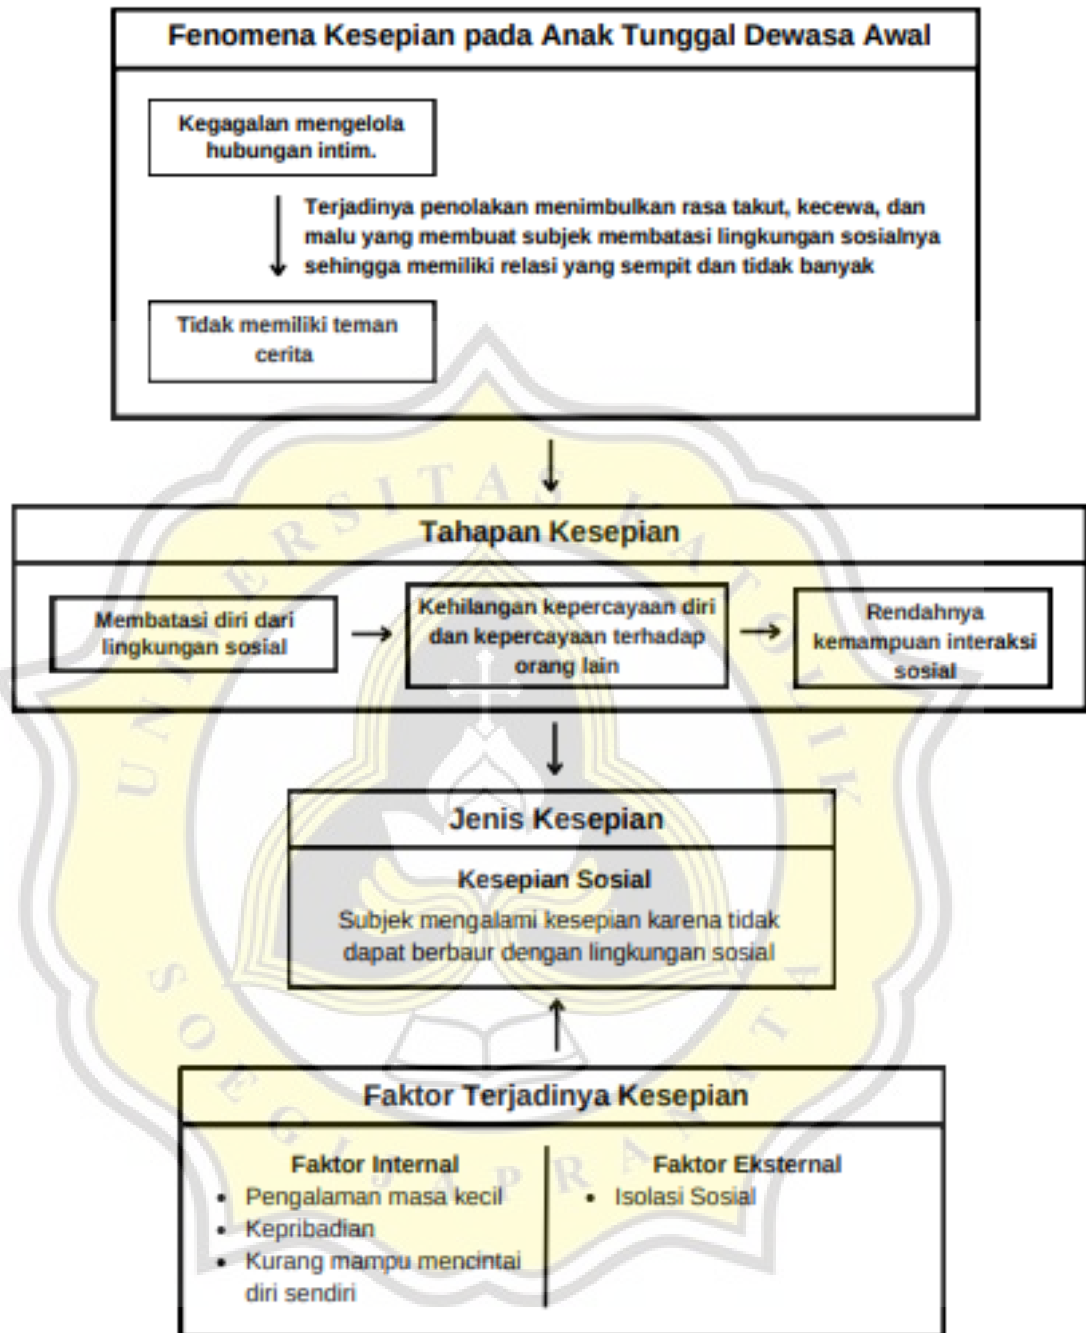 Fenomena Kesepian pada Anak Tunggal Dewasa Awal
Kegagalan mengelola
hubungan intim.
Terjadinya penolakan menimbulkan rasa takut, kecewa, dan
malu yang membuat subjek membatasi lingkungan sosialnya
sehingga memiliki relasi yang sempit dan tidak banyak
Tidak memiliki teman
cerita
Tahapan Kesepian
Membatasi diri dari
lingkungan sosial
Kehilangan kepercayaan diri
dan kepercayaan terhadap
orang lain
Rendahnya
kemampuan interaksi
sosial
Jenis Kesepian
Kesepian Sosial
Subjek mengalami kesepian karena tidak
dapat berbaur dengan lingkungan sosial
Faktor Terjadinya Kesepian
Faktor Internal
• Pengalaman masa kecil
• Kepribadian
• Kurang mampu mencintai
diri sendiri
Faktor Eksternal
• Isolasi Sosial
UNIVERSITAS KATOLIK
SOEGIJAPRANATA